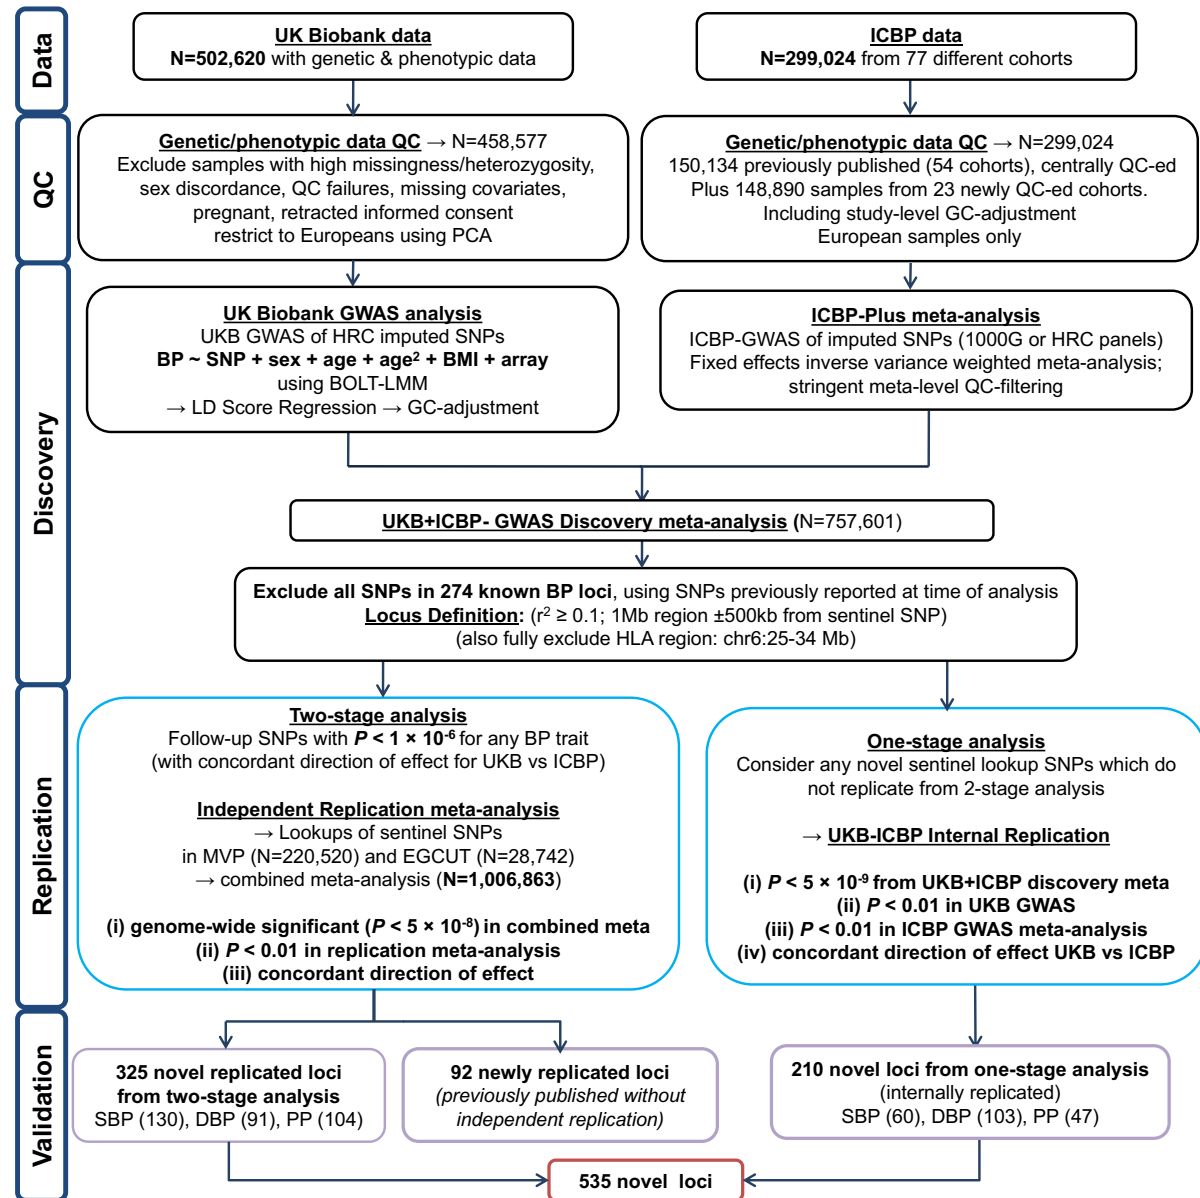 Data
UK Biobank data
N=502,620 with genetic & phenotypic data
ICBP data
N=299,024 from 77 different cohorts
QC
Genetic/phenotypic data QC → N=458,577
Exclude samples with high missingness/heterozygosity,
sex discordance, QC failures, missing covariates,
pregnant, retracted informed consent
restrict to Europeans using PCA
Genetic/phenotypic data QC → N=299,024
150,134 previously published (54 cohorts), centrally QC-ed
Plus 148,890 samples from 23 newly QC-ed cohorts.
Including study-level GC-adjustment
European samples only
Discovery
UK Biobank GWAS analysis
UKB GWAS of HRC imputed SNPs
BP ~ SNP + sex + age + age² + BMI + array
using BOLT-LMM
→ LD Score Regression → GC-adjustment
ICBP-Plus meta-analysis
ICBP-GWAS of imputed SNPs (1000G or HRC panels)
Fixed effects inverse variance weighted meta-analysis;
stringent meta-level QC-filtering
UKB+ICBP- GWAS Discovery meta-analysis (N=757,601)
Exclude all SNPs in 274 known BP loci, using SNPs previously reported at time of analysis
Locus Definition: (r² ≥ 0.1; 1Mb region ±500kb from sentinel SNP)
(also fully exclude HLA region: chr6:25-34 Mb)
Replication
Two-stage analysis
Follow-up SNPs with P < 1 × 10⁻⁶ for any BP trait
(with concordant direction of effect for UKB vs ICBP)
Independent Replication meta-analysis
→ Lookups of sentinel SNPs
in MVP (N=220,520) and EGCUT (N=28,742)
→ combined meta-analysis (N=1,006,863)
(i) genome-wide significant (P < 5 × 10⁻⁸) in combined meta
(ii) P < 0.01 in replication meta-analysis
(iii) concordant direction of effect
One-stage analysis
Consider any novel sentinel lookup SNPs which do
not replicate from 2-stage analysis
→ UKB-ICBP Internal Replication
(i) P < 5 × 10⁻⁹ from UKB+ICBP discovery meta
(ii) P < 0.01 in UKB GWAS
(iii) P < 0.01 in ICBP GWAS meta-analysis
(iv) concordant direction of effect UKB vs ICBP
Validation
325 novel replicated loci
from two-stage analysis
SBP (130), DBP (91), PP (104)
92 newly replicated loci
(previously published without
independent replication)
210 novel loci from one-stage analysis
(internally replicated)
SBP (60), DBP (103), PP (47)
535 novel loci